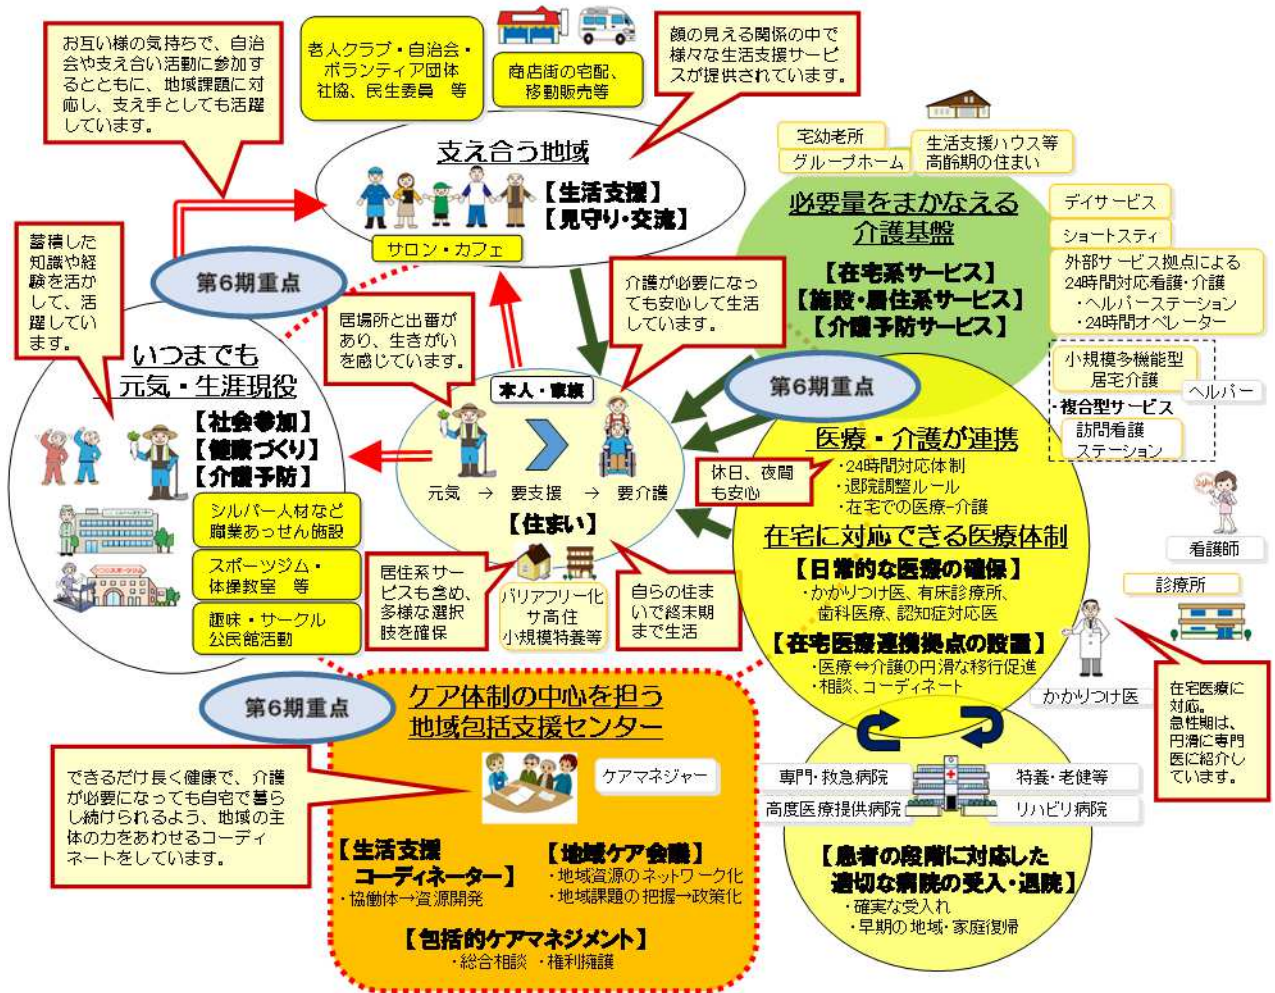 お互い様の気持ちで、自治
会や支え合い活動に参加す
るとともに、地域課題に対
応し、支え手としても活躍
しています。
老人クラブ・自治会・
ボランティア団体
社協、民生委員　等
商店街の宅配、
移動販売等
顔の見える関係の中で
様々な生活支援サービ
スが提供されています。
支え合う地域
【生活支援】
【見守り・交流】
サロン・カフェ
宅幼老所
グループホーム
生活支援ハウス等
高齢期の住まい
必要量をまかなえる
介護基盤
【在宅系サービス】
【施設・居住系サービス】
【介護予防サービス】
デイサービス
ショートスティ
外部サービス拠点による
24時間対応看護・介護
・ヘルパーステーション
・24時間オペレーター
小規模多機能型
居宅介護
ヘルパー
・複合型サービス
訪問看護
ステーション
蓄積した
知識や経
験を活か
して、活
躍してい
ます。
第6期重点
居場所と出番が
あり、生きがい
を感じています。
介護が必要になっ
ても安心して生活
しています。
第6期重点
いつまでも
元気・生涯現役
【社会参加】
【健康づくり】
【介護予防】
シルバー人材など
職業あっせん施設
スポーツジム・
体操教室　等
趣味・サークル
公民館活動
本人・家族
元気　→　要支援　→　要介護
【住まい】
バリアフリー化
サ高住
小規模特養等
居住系サー
ビスも含め、
多様な選択
肢を確保
自らの住ま
いで終末期
まで生活
休日、夜間
も安心
医療・介護が連携
・24時間対応体制
・退院調整ルール
・在宅での医療-介護
在宅に対応できる医療体制
【日常的な医療の確保】
・かかりつけ医、有床診療所、
歯科医療、認知症対応医
【在宅医療連携拠点の設置】
・医療⇔介護の円滑な移行促進
・相談、コーディネート
看護師
診療所
かかりつけ医
在宅医療に
対応。
急性期は、
円滑に専門
医に紹介し
ています。
専門・救急病院
特養・老健等
高度医療提供病院
リハビリ病院
【患者の段階に対応した
適切な病院の受入・退院】
・確実な受入れ
・早期の地域・家庭復帰
第6期重点
ケア体制の中心を担う
地域包括支援センター
ケアマネジャー
できるだけ長く健康で、介護
が必要になっても自宅で暮ら
し続けられるよう、地域の主
体の力をあわせるコーディ
ネートをしています。
【生活支援
コーディネーター】
・協働体→資源開発
【地域ケア会議】
・地域資源のネットワーク化
・地域課題の把握→政策化
【包括的ケアマネジメント】
・総合相談　・権利擁護